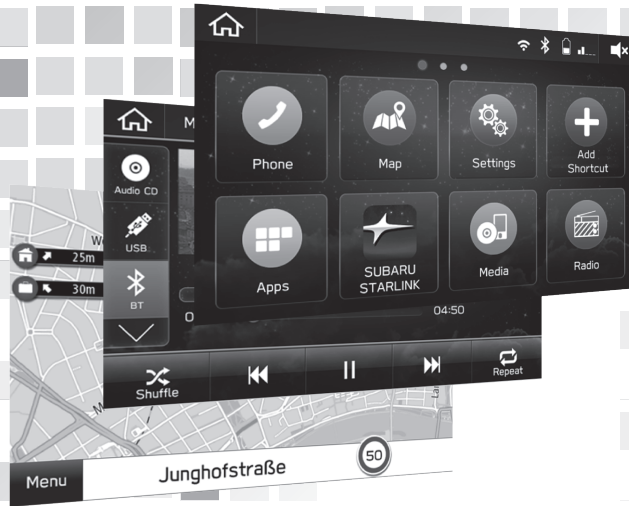 Phone
Map
Settings
Add
Shortcut
Apps
SUBARU
STARLINK
Media
Radio
Audio CD
USB
BT
04:50
Shuffle
Repeat
25m
30m
Menu
Junghofstraße
50